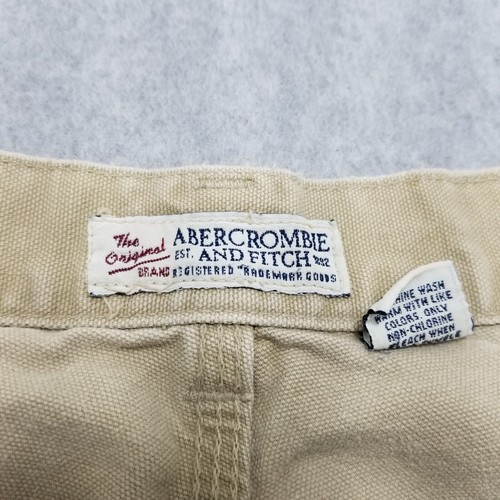 The
Original
BRAND
ABERCROMBIE
EST. AND FITCH 1892
REGISTERED TRADEMARK GOODS
HINE WASH
WARM WITH LIKE
COLORS. ONLY
NON-CHLORINE
BLEACH WHEN